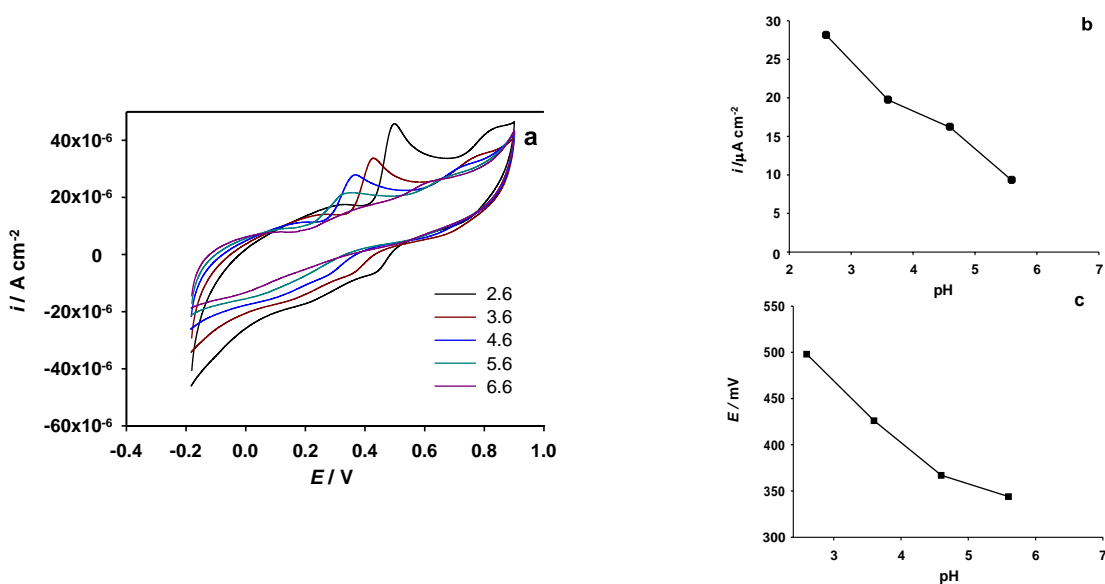 a
40x10-6
20x10-6
0
-20x10-6
-40x10-6
-60x10-6
i / A cm-2
-0.4 -0.2 0.0 0.2 0.4 0.6 0.8 1.0
E / V
2.6
3.6
4.6
5.6
6.6
b
30
25
20
15
10
5
0
i /µA cm-2
2 3 4 5 6 7
pH
c
500
450
400
350
300
E / mV
3 4 5 6 7
pH